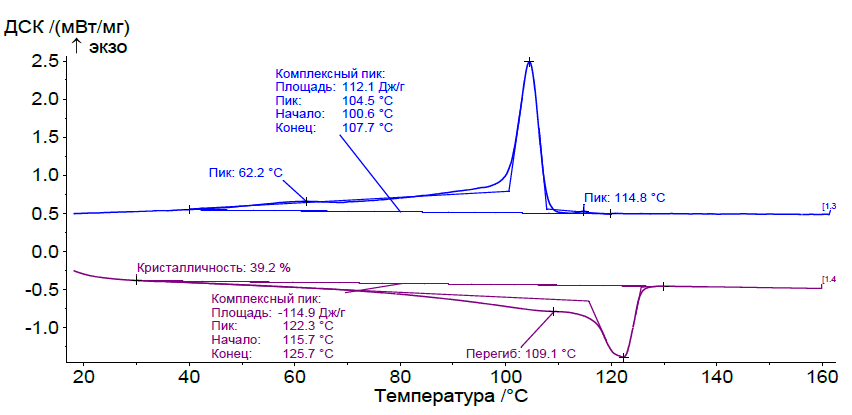 ДСК /(мВт/мг)
↑ экзо
2.5
2.0
1.5
1.0
0.5
0.0
-0.5
-1.0
Комплексный пик:
Площадь: 112.1 Дж/г
Пик: 104.5 °C
Начало: 100.6 °C
Конец: 107.7 °C
Пик: 62.2 °C
Пик: 114.8 °C
[1.3
Кристалличность: 39.2 %
[1.4
Комплексный пик:
Площадь: -114.9 Дж/г
Пик: 122.3 °C
Начало: 115.7 °C
Конец: 125.7 °C
Перегиб: 109.1 °C
20 40 60 80 100 120 140 160
Температура /°C